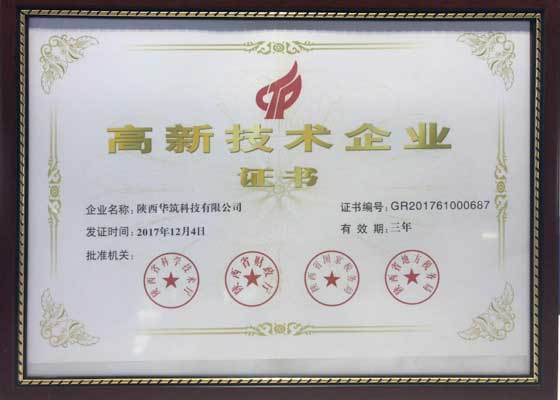 高新技术企业
证书
企业名称: 陕西华筑科技有限公司
证书编号: GR201761000687
发证时间: 2017年12月4日
有效期: 三年
批准机关:
陕西省科学技术厅
陕西省财政厅
陕西省国家税务局
陕西省地方税务局